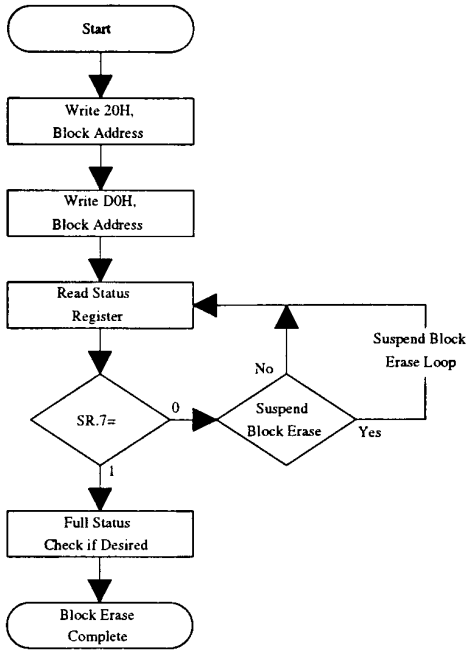 Start
Write 20H,
Block Address
Write D0H,
Block Address
Read Status
Register
Suspend Block
Erase Loop
No
SR.7=
0
Suspend
Block Erase
Yes
1
Full Status
Check if Desired
Block Erase
Complete